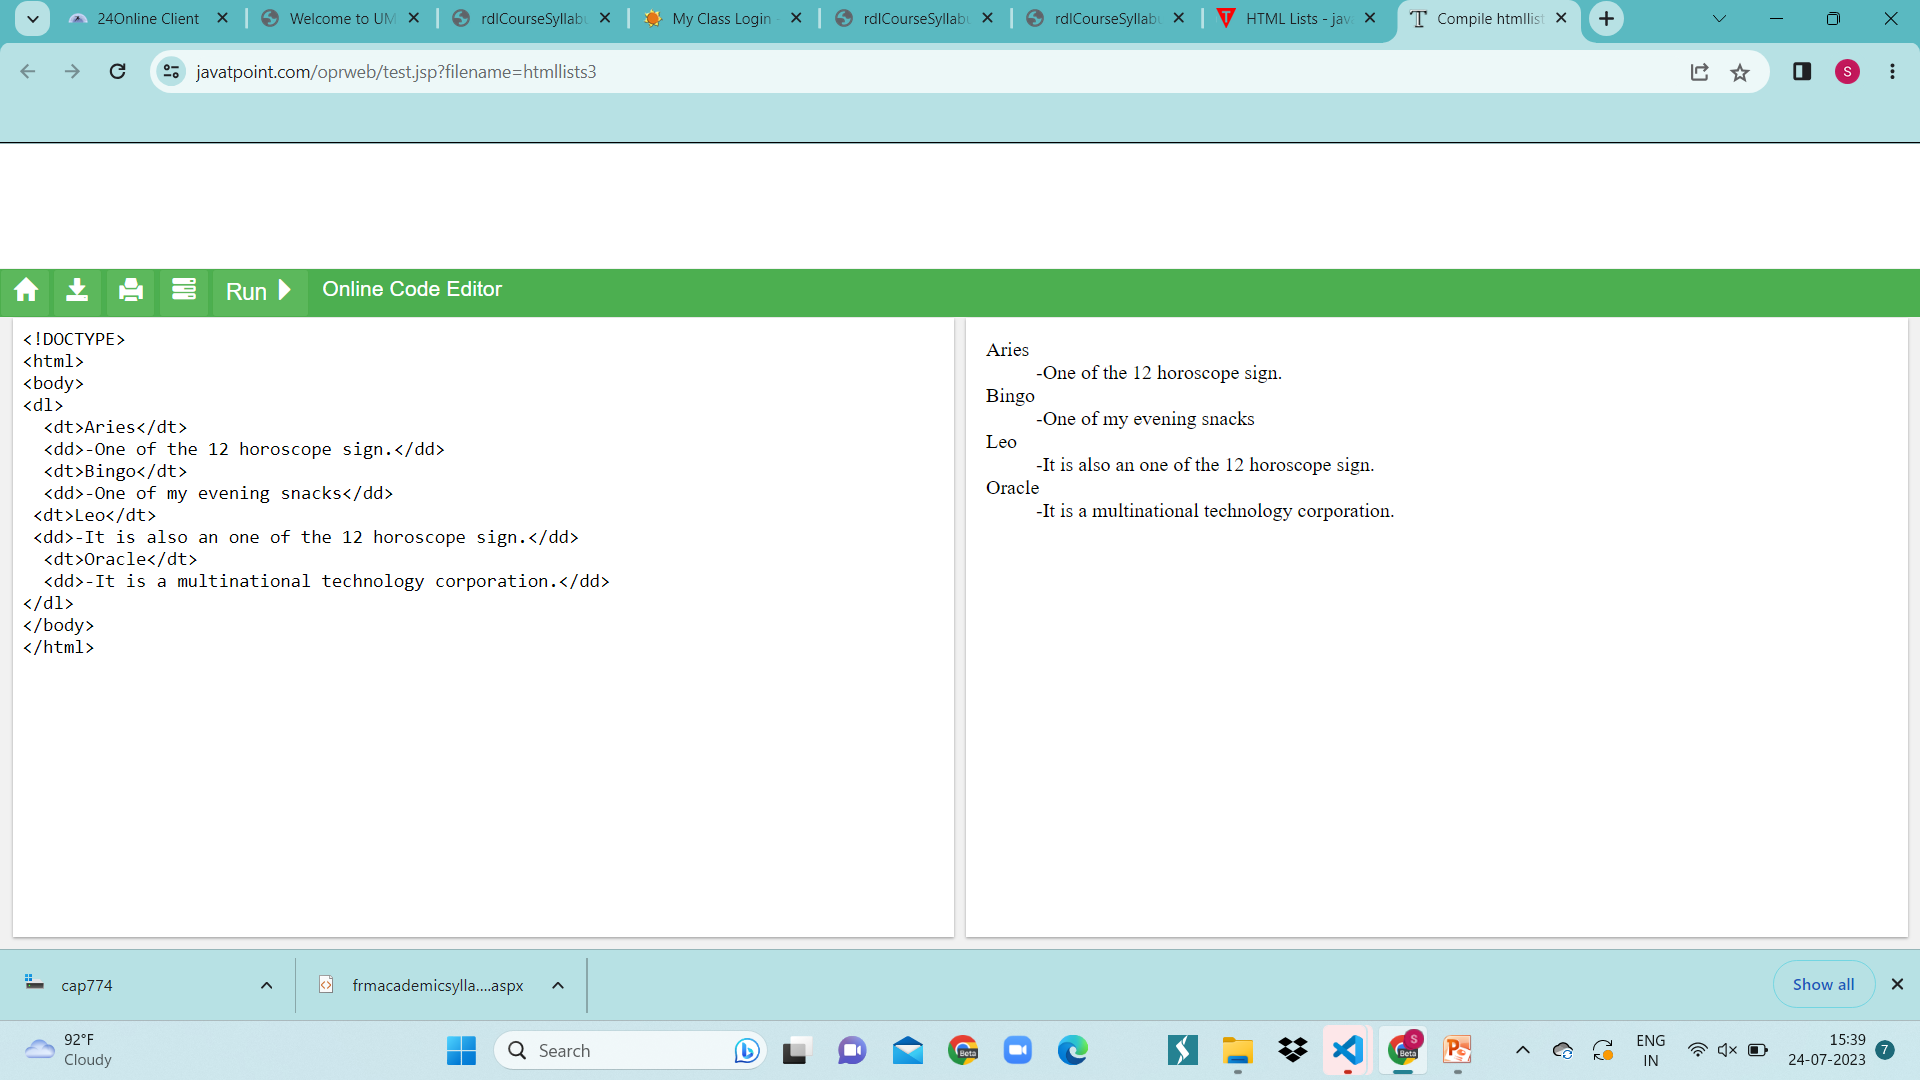 24Online Client
Welcome to UM
rdlCourseSyllabu
My Class Login -
rdlCourseSyllabu
rdlCourseSyllabu
HTML Lists - java
Compile htmllist
javatpoint.com/oprweb/test.jsp?filename=htmllists3
S
Run
Online Code Editor
<!DOCTYPE>
<html>
<body>
<dl>
  <dt>Aries</dt>
  <dd>-One of the 12 horoscope sign.</dd>
  <dt>Bingo</dt>
  <dd>-One of my evening snacks</dd>
 <dt>Leo</dt>
 <dd>-It is also an one of the 12 horoscope sign.</dd>
  <dt>Oracle</dt>
  <dd>-It is a multinational technology corporation.</dd>
</dl>
</body>
</html>
Aries
-One of the 12 horoscope sign.
Bingo
-One of my evening snacks
Leo
-It is also an one of the 12 horoscope sign.
Oracle
-It is a multinational technology corporation.
cap774
frmacademicsylla....aspx
Show all
92°F
Cloudy
Search
Beta
S
Beta
ENG
IN
15:39
24-07-2023
7